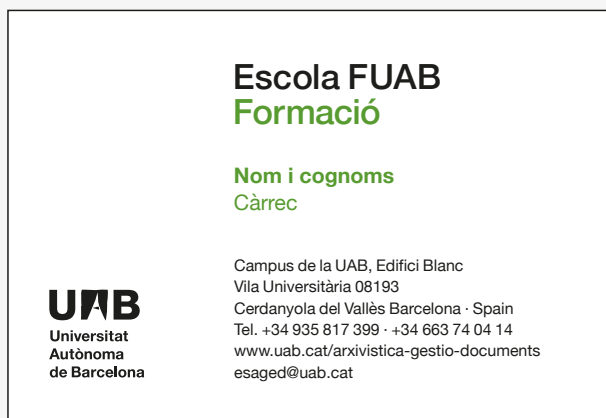 Escola FUAB
Formació
Nom i cognoms
Càrrec
Campus de la UAB, Edifici Blanc
Vila Universitària 08193
Cerdanyola del Vallès Barcelona · Spain
Tel. +34 935 817 399 · +34 663 74 04 14
www.uab.cat/arxivistica-gestio-documents
esaged@uab.cat
UAB
Universitat
Autònoma
de Barcelona